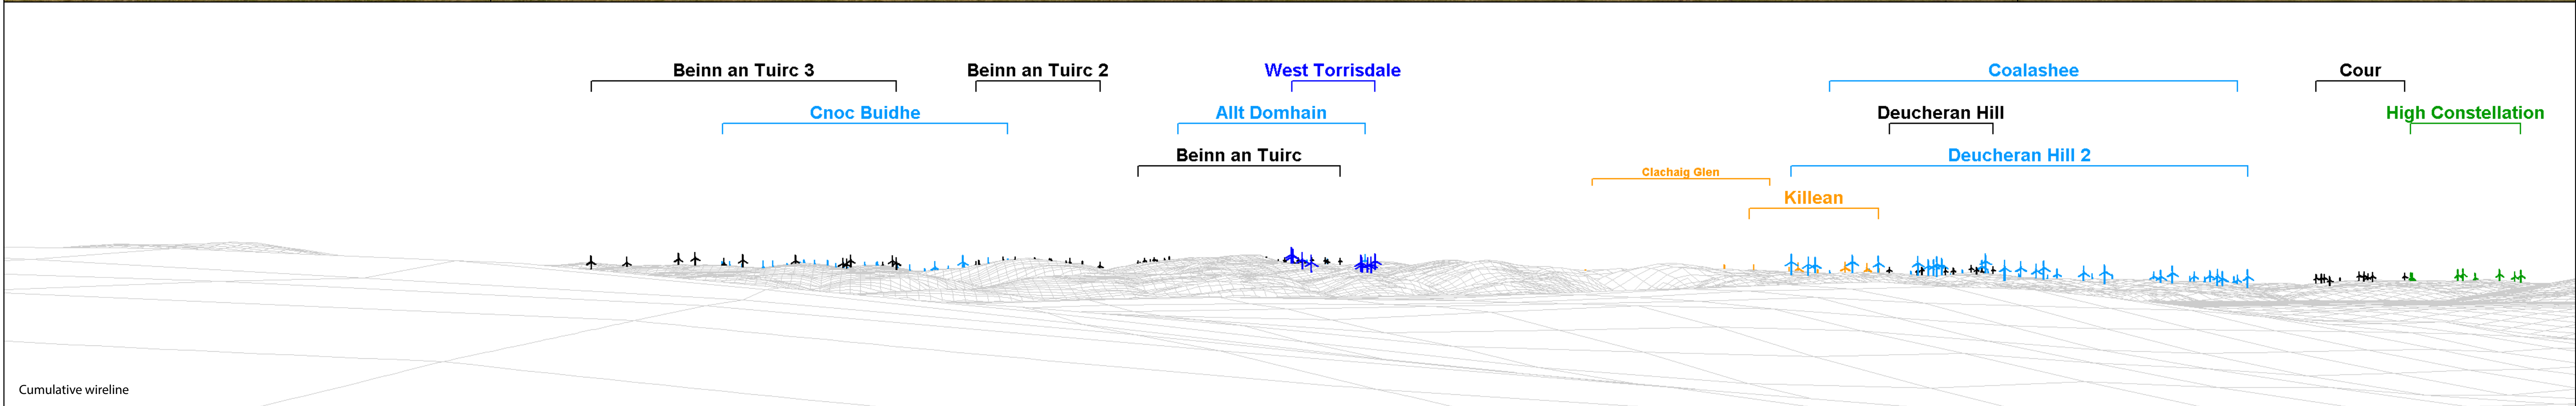 Beinn an Tuirc 3
Beinn an Tuirc 2
West Torrisdale
Coalashee
Cour
Cnoc Buidhe
Allt Domhain
Deucheran Hill
High Constellation
Beinn an Tuirc
Deucheran Hill 2
Clachaig Glen
Killean
Cumulative wireline